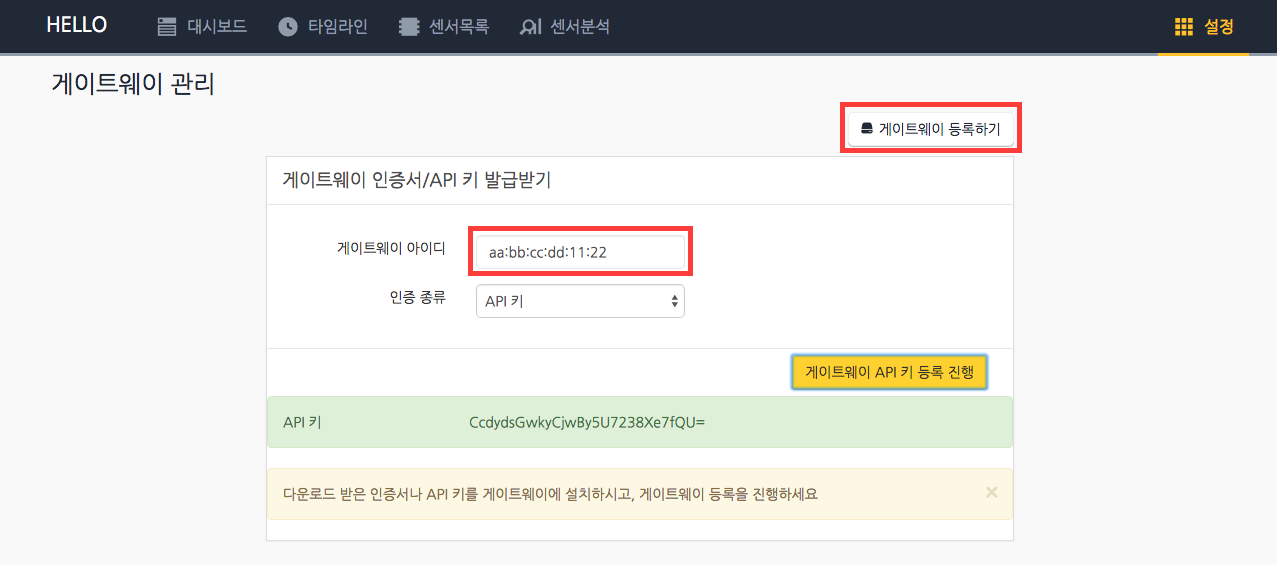 HELLO 대시보드 타임라인 센서목록 센서분석 설정
게이트웨이 관리
게이트웨이 등록하기
게이트웨이 인증서/API 키 발급받기
게이트웨이 아이디 aa:bb:cc:dd:11:22
인증 종류 API 키
게이트웨이 API 키 등록 진행
API 키 CcdydsGwkyCjwBy5U7238Xe7fQU=
다운로드 받은 인증서나 API 키를 게이트웨이에 설치하시고, 게이트웨이 등록을 진행하세요 ×